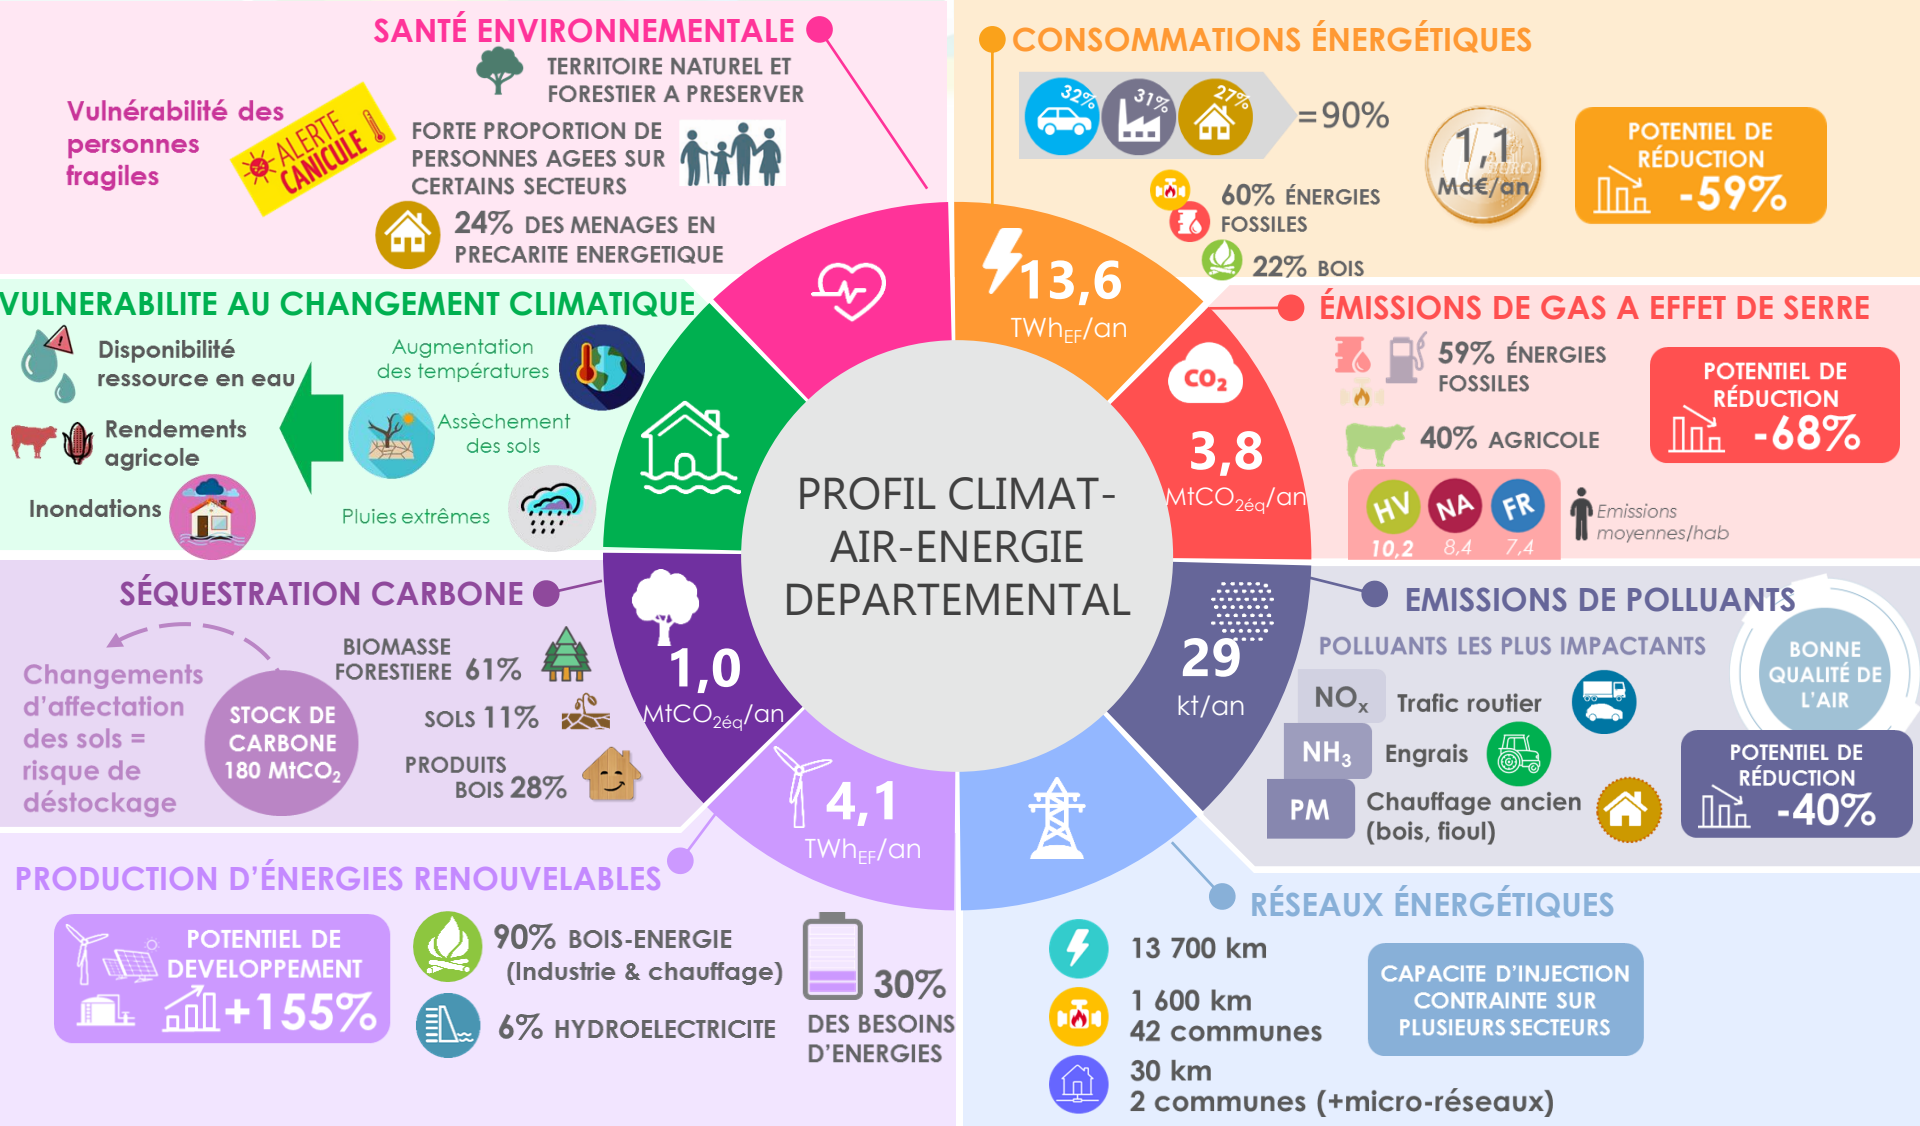 SANTÉ ENVIRONNEMENTALE
TERRITOIRE NATUREL ET
FORESTIER A PRESERVER
Vulnérabilité des
personnes
fragiles
ALERTE
CANICULE
FORTE PROPORTION DE
PERSONNES AGEES SUR
CERTAINS SECTEURS
24% DES MENAGES EN
PRECARITE ENERGETIQUE
CONSOMMATIONS ÉNERGÉTIQUES
32%
31%
27%
=90%
60% ÉNERGIES
FOSSILES
22% BOIS
1,1
EURO
Md€/an
POTENTIEL DE
RÉDUCTION
-59%
13,6
TWhEF/an
VULNERABILITE AU CHANGEMENT CLIMATIQUE
Disponibilité
ressource en eau
Rendements
agricole
Inondations
Augmentation
des températures
Assèchement
des sols
Pluies extrêmes
ÉMISSIONS DE GAS A EFFET DE SERRE
59% ÉNERGIES
FOSSILES
40% AGRICOLE
HV
NA
FR
10,2
8,4
7,4
Emissions
moyennes/hab
POTENTIEL DE
RÉDUCTION
-68%
CO2
3,8
MtCO2éq/an
PROFIL CLIMAT-
AIR-ENERGIE
DEPARTEMENTAL
SÉQUESTRATION CARBONE
Changements
d'affectation
des sols =
risque de
déstockage
STOCK DE
CARBONE
180 MtCO2
BIOMASSE
FORESTIERE 61%
SOLS 11%
PRODUITS
BOIS 28%
1,0
MtCO2éq/an
EMISSIONS DE POLLUANTS
POLLUANTS LES PLUS IMPACTANTS
NOx Trafic routier
NH3 Engrais
PM Chauffage ancien
(bois, fioul)
BONNE
QUALITÉ DE
L'AIR
POTENTIEL DE
RÉDUCTION
-40%
29
kt/an
PRODUCTION D'ÉNERGIES RENOUVELABLES
POTENTIEL DE
DEVELOPPEMENT
+155%
90% BOIS-ENERGIE
(Industrie & chauffage)
6% HYDROELECTRICITE
30%
DES BESOINS
D'ENERGIES
4,1
TWhEF/an
RÉSEAUX ÉNERGÉTIQUES
13 700 km
1 600 km
42 communes
30 km
2 communes (+micro-réseaux)
CAPACITE D'INJECTION
CONTRAINTE SUR
PLUSIEURS SECTEURS